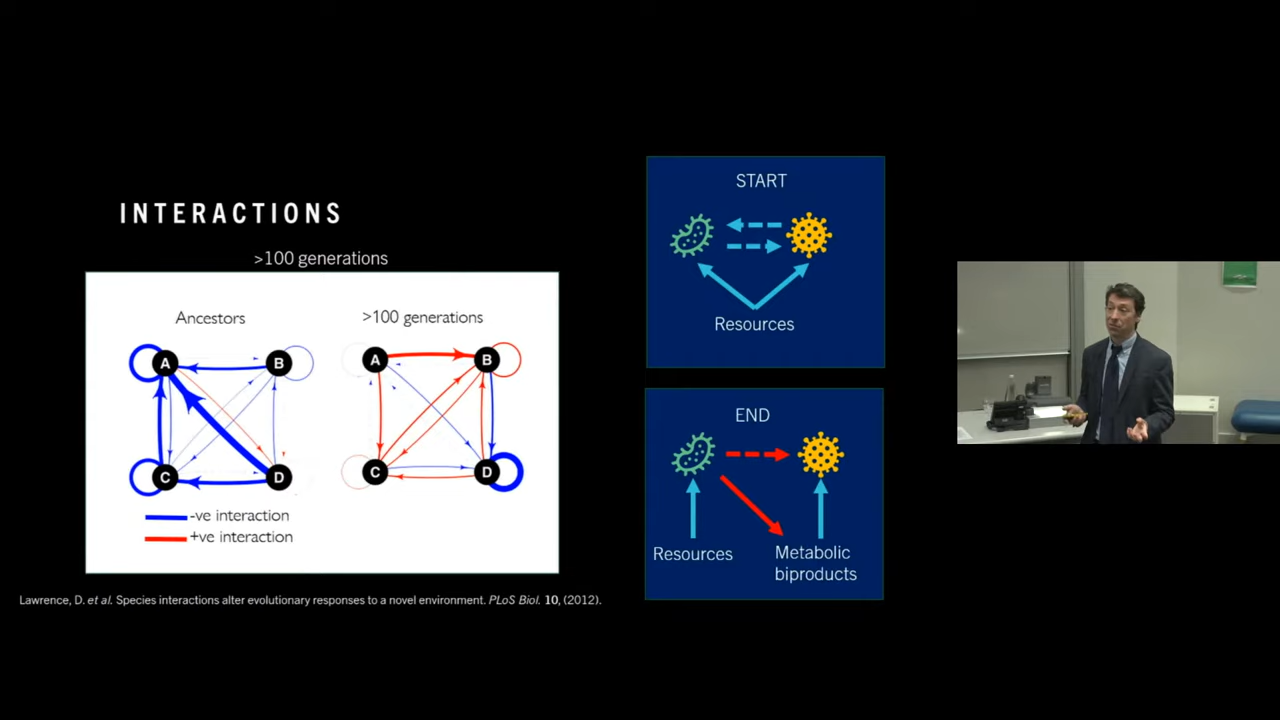 INTERACTIONS
>100 generations
Ancestors
>100 generations
A
B
C
D
A
B
C
D
-ve interaction
+ve interaction
Lawrence, D. et al. Species interactions alter evolutionary responses to a novel environment. PLoS Biol. 10, (2012).
START
Resources
END
Resources
Metabolic
biproducts